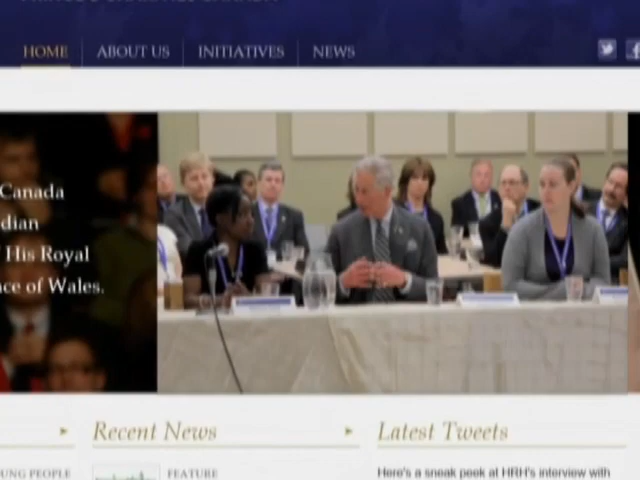 HOME ABOUT US INITIATIVES NEWS
Canada
dian
His Royal
ce of Wales.
Recent News Latest Tweets
UNG PEOPLE FEATURE Here's a sneak peek at HRH's interview with